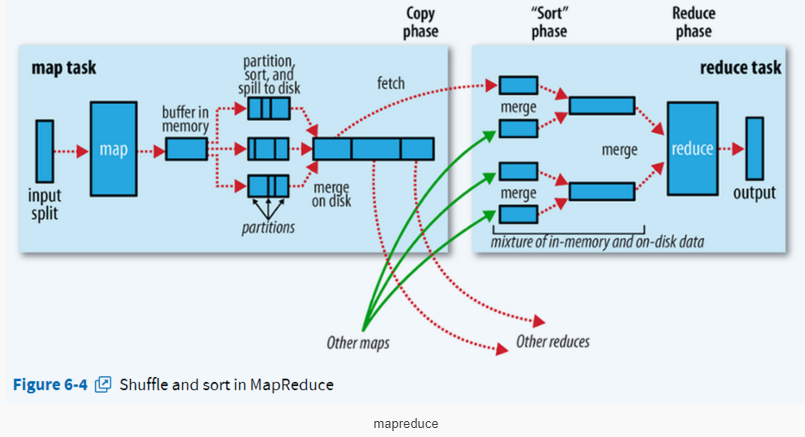 Copy
phase
"Sort"
phase
Reduce
phase
map task
reduce task
partition,
sort, and
spill to disk
fetch
buffer in
memory
map
merge
merge
reduce
input
split
merge
on disk
merge
output
partitions
mixture of in-memory and on-disk data
Other maps
Other reduces
Figure 6-4 Shuffle and sort in MapReduce
mapreduce